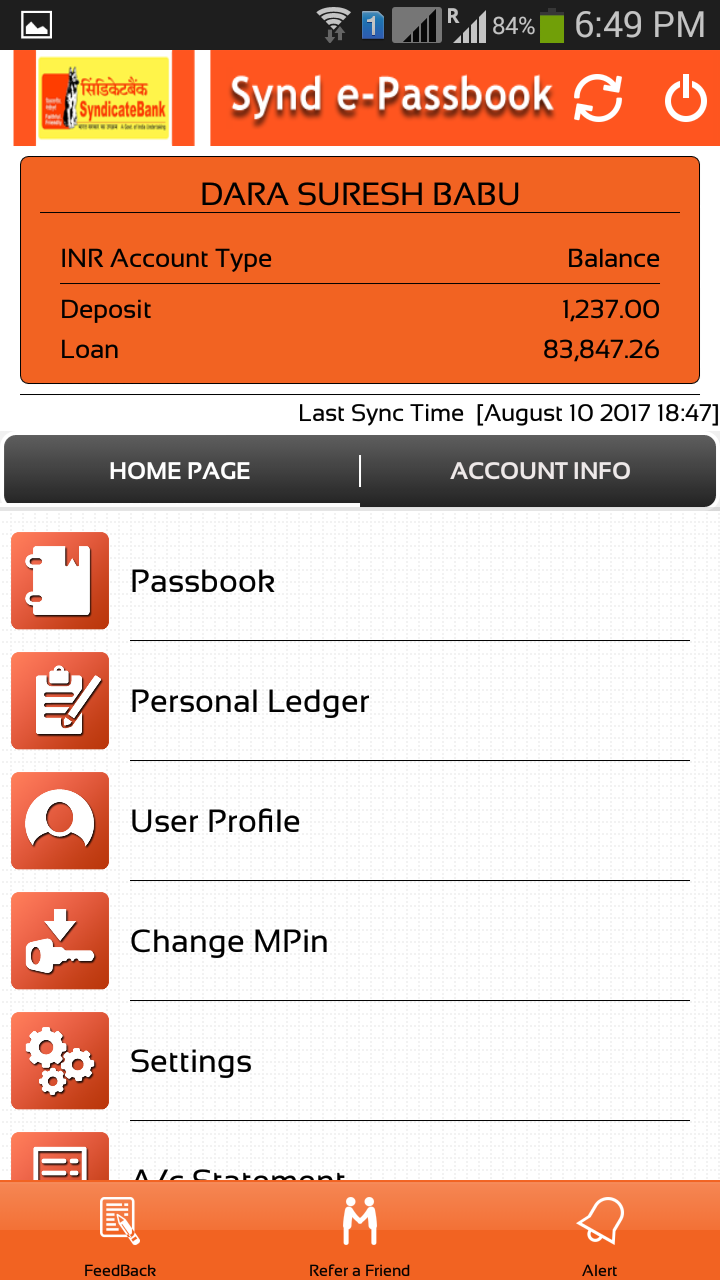 1 R 84% 6:49 PM
सिंडिकेटबैंक
SyndicateBank
Synd e-Passbook
DARA SURESH BABU
INR Account Type Balance
Deposit 1,237.00
Loan 83,847.26
Last Sync Time [August 10 2017 18:47]
HOME PAGE ACCOUNT INFO
Passbook
Personal Ledger
User Profile
Change MPin
Settings
A/c Statement
FeedBack Refer a Friend Alert